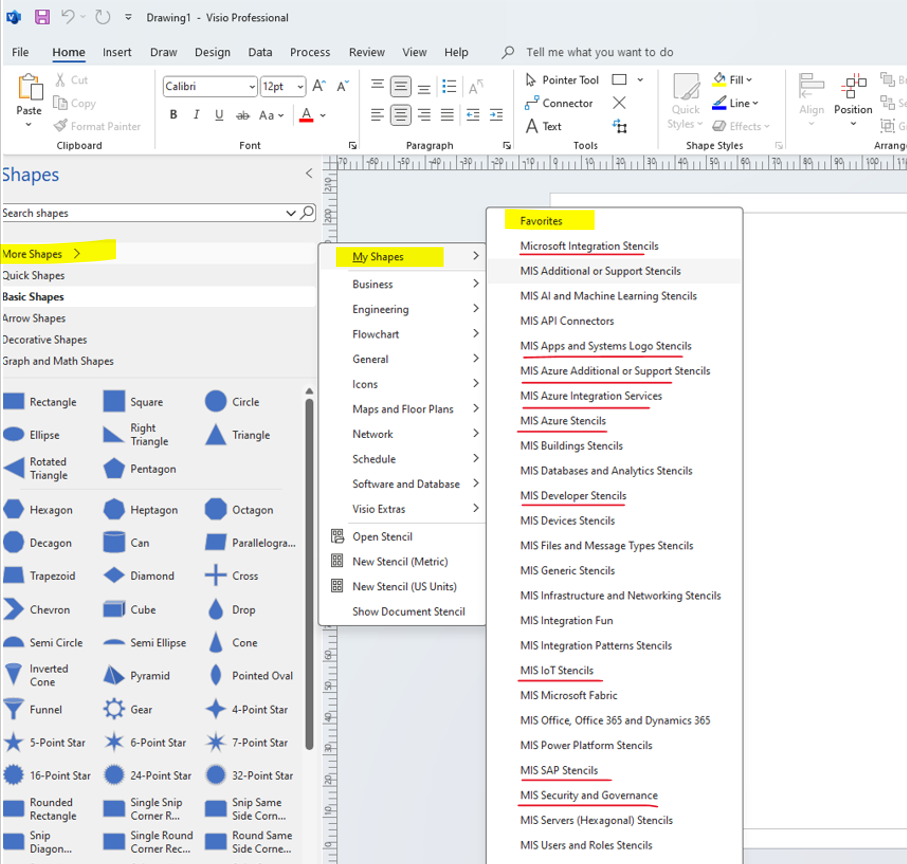 Drawing1 - Visio Professional
File Home Insert Draw Design Data Process Review View Help Tell me what you want to do
Paste
Cut
Copy
Format Painter
Clipboard
Calibri 12pt
B I U ab Aa A
Font
Paragraph
Pointer Tool
Connector
A Text
Tools
Quick
Styles
Fill
Line
Effects
Shape Styles
Align
Position
Arrang
Shapes
Search shapes
More Shapes
Quick Shapes
Basic Shapes
Arrow Shapes
Decorative Shapes
Graph and Math Shapes
Rectangle Square Circle
Ellipse Right Triangle Triangle
Rotated Triangle Pentagon
Hexagon Heptagon Octagon
Decagon Can Parallelogra...
Trapezoid Diamond Cross
Chevron Cube Drop
Semi Circle Semi Ellipse Cone
Inverted Cone Pyramid Pointed Oval
Funnel Gear 4-Point Star
5-Point Star 6-Point Star 7-Point Star
16-Point Star 24-Point Star 32-Point Star
Rounded Rectangle Single Snip Corner R... Snip Same Side Corn...
Snip Diagon... Single Round Corner Rec... Round Same Side Corne...
My Shapes
Business
Engineering
Flowchart
General
Icons
Maps and Floor Plans
Network
Schedule
Software and Database
Visio Extras
Open Stencil
New Stencil (Metric)
New Stencil (US Units)
Show Document Stencil
Favorites
Microsoft Integration Stencils
MIS Additional or Support Stencils
MIS AI and Machine Learning Stencils
MIS API Connectors
MIS Apps and Systems Logo Stencils
MIS Azure Additional or Support Stencils
MIS Azure Integration Services
MIS Azure Stencils
MIS Buildings Stencils
MIS Databases and Analytics Stencils
MIS Developer Stencils
MIS Devices Stencils
MIS Files and Message Types Stencils
MIS Generic Stencils
MIS Infrastructure and Networking Stencils
MIS Integration Fun
MIS Integration Patterns Stencils
MIS IoT Stencils
MIS Microsoft Fabric
MIS Office, Office 365 and Dynamics 365
MIS Power Platform Stencils
MIS SAP Stencils
MIS Security and Governance
MIS Servers (Hexagonal) Stencils
MIS Users and Roles Stencils